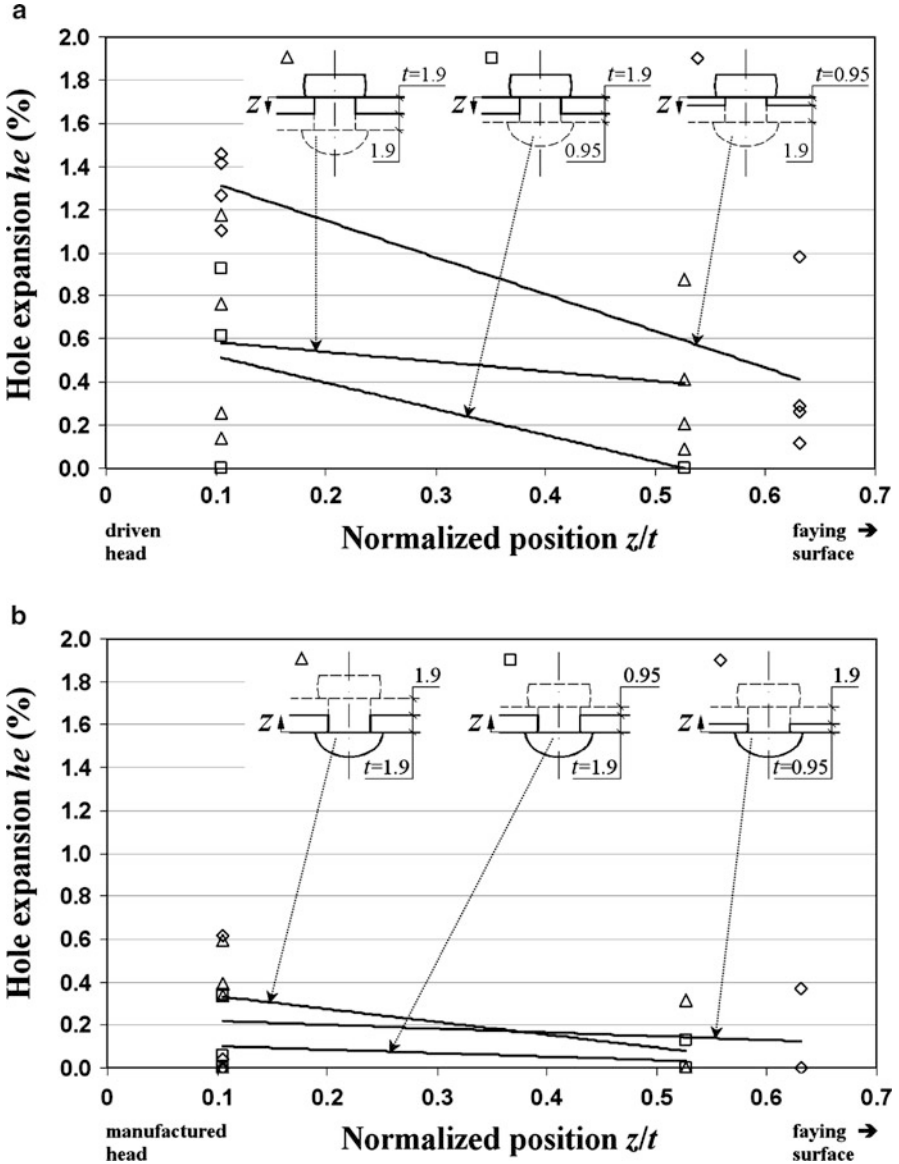 a
2.0
1.8
1.6
1.4
1.2
1.0
0.8
0.6
0.4
0.2
0.0
Hole expansion he (%)
z
t=1.9
1.9
z
t=1.9
0.95
z
t=0.95
1.9
0 0.1 0.2 0.3 0.4 0.5 0.6 0.7
driven head
Normalized position z/t
faying surface ➔
b
2.0
1.8
1.6
1.4
1.2
1.0
0.8
0.6
0.4
0.2
0.0
Hole expansion he (%)
z
1.9
t=1.9
z
0.95
t=1.9
z
1.9
t=0.95
0 0.1 0.2 0.3 0.4 0.5 0.6 0.7
manufactured head
Normalized position z/t
faying surface ➔